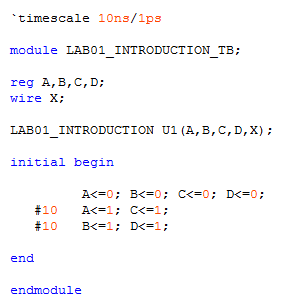 `timescale 10ns/1ps
module LAB01_INTRODUCTION_TB;
reg A,B,C,D;
wire X;
LAB01_INTRODUCTION U1(A,B,C,D,X);
initial begin
A<=0; B<=0; C<=0; D<=0;
#10 A<=1; C<=1;
#10 B<=1; D<=1;
end
endmodule